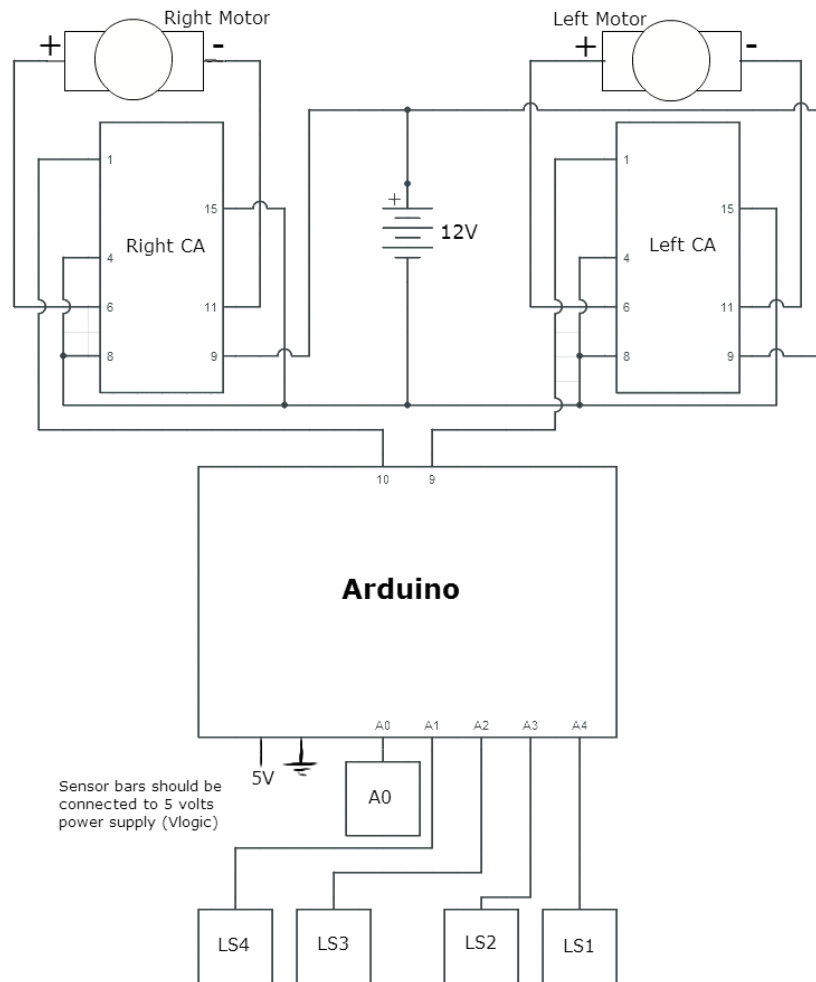 Right Motor
Left Motor
+
-
+
-
1
1
15
15
+
12V
Right CA
Left CA
4
4
6
11
6
11
8
9
8
9
10
9
Arduino
A0
A1
A2
A3
A4
5V
Sensor bars should be
connected to 5 volts
power supply (Vlogic)
A0
LS4
LS3
LS2
LS1